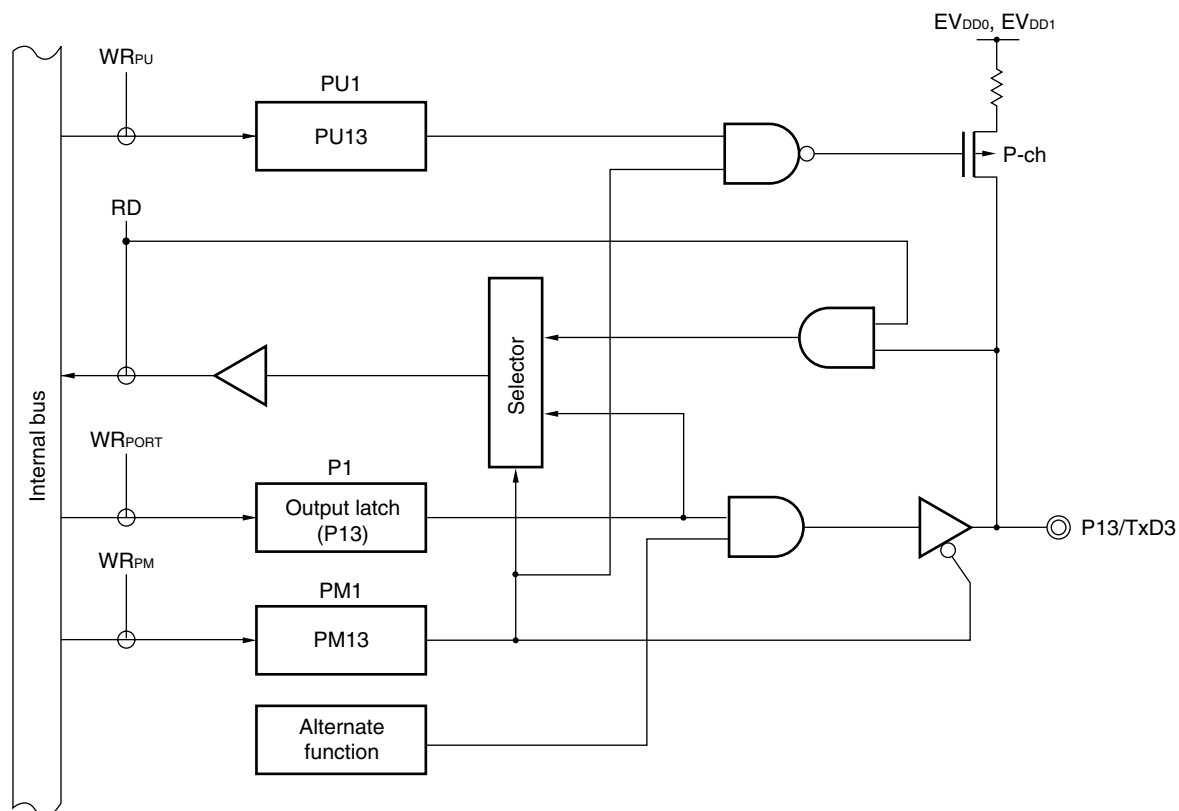 EVDD0, EVDD1
WRPU
PU1
PU13
P-ch
RD
Selector
Internal bus
WRPORT
P1
Output latch
(P13)
P13/TxD3
WRPM
PM1
PM13
Alternate
function